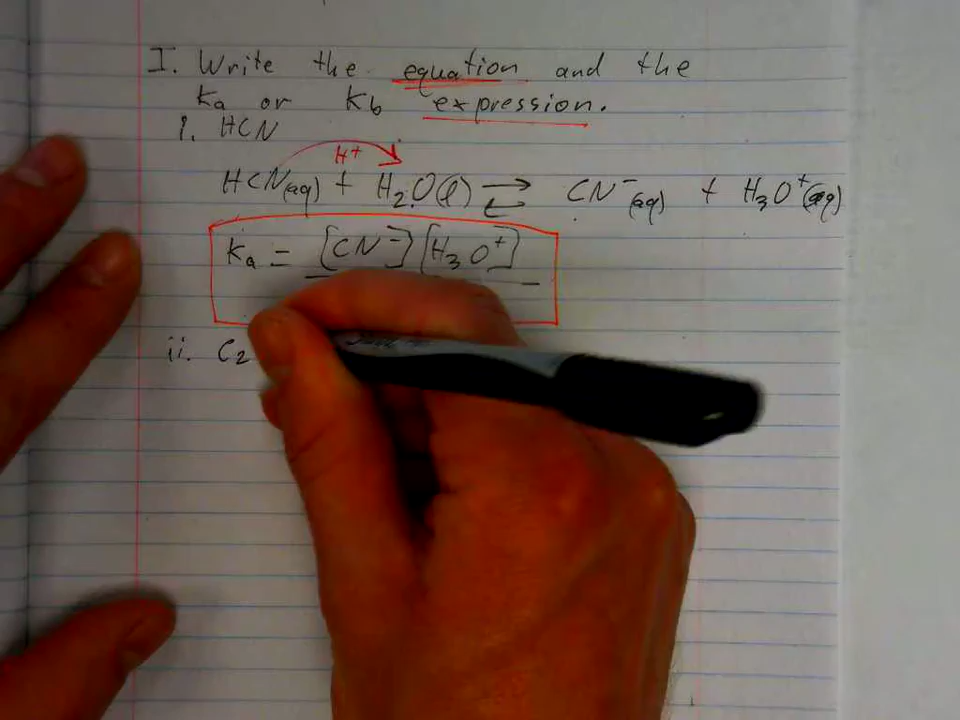 I. Write the equation and the
Ka or Kb expression.
i. HCN
H+
HCN(aq) + H2O(l) ⇌ CN⁻(aq) + H3O⁺(aq)
Ka = [CN⁻][H3O⁺]
ii. C2